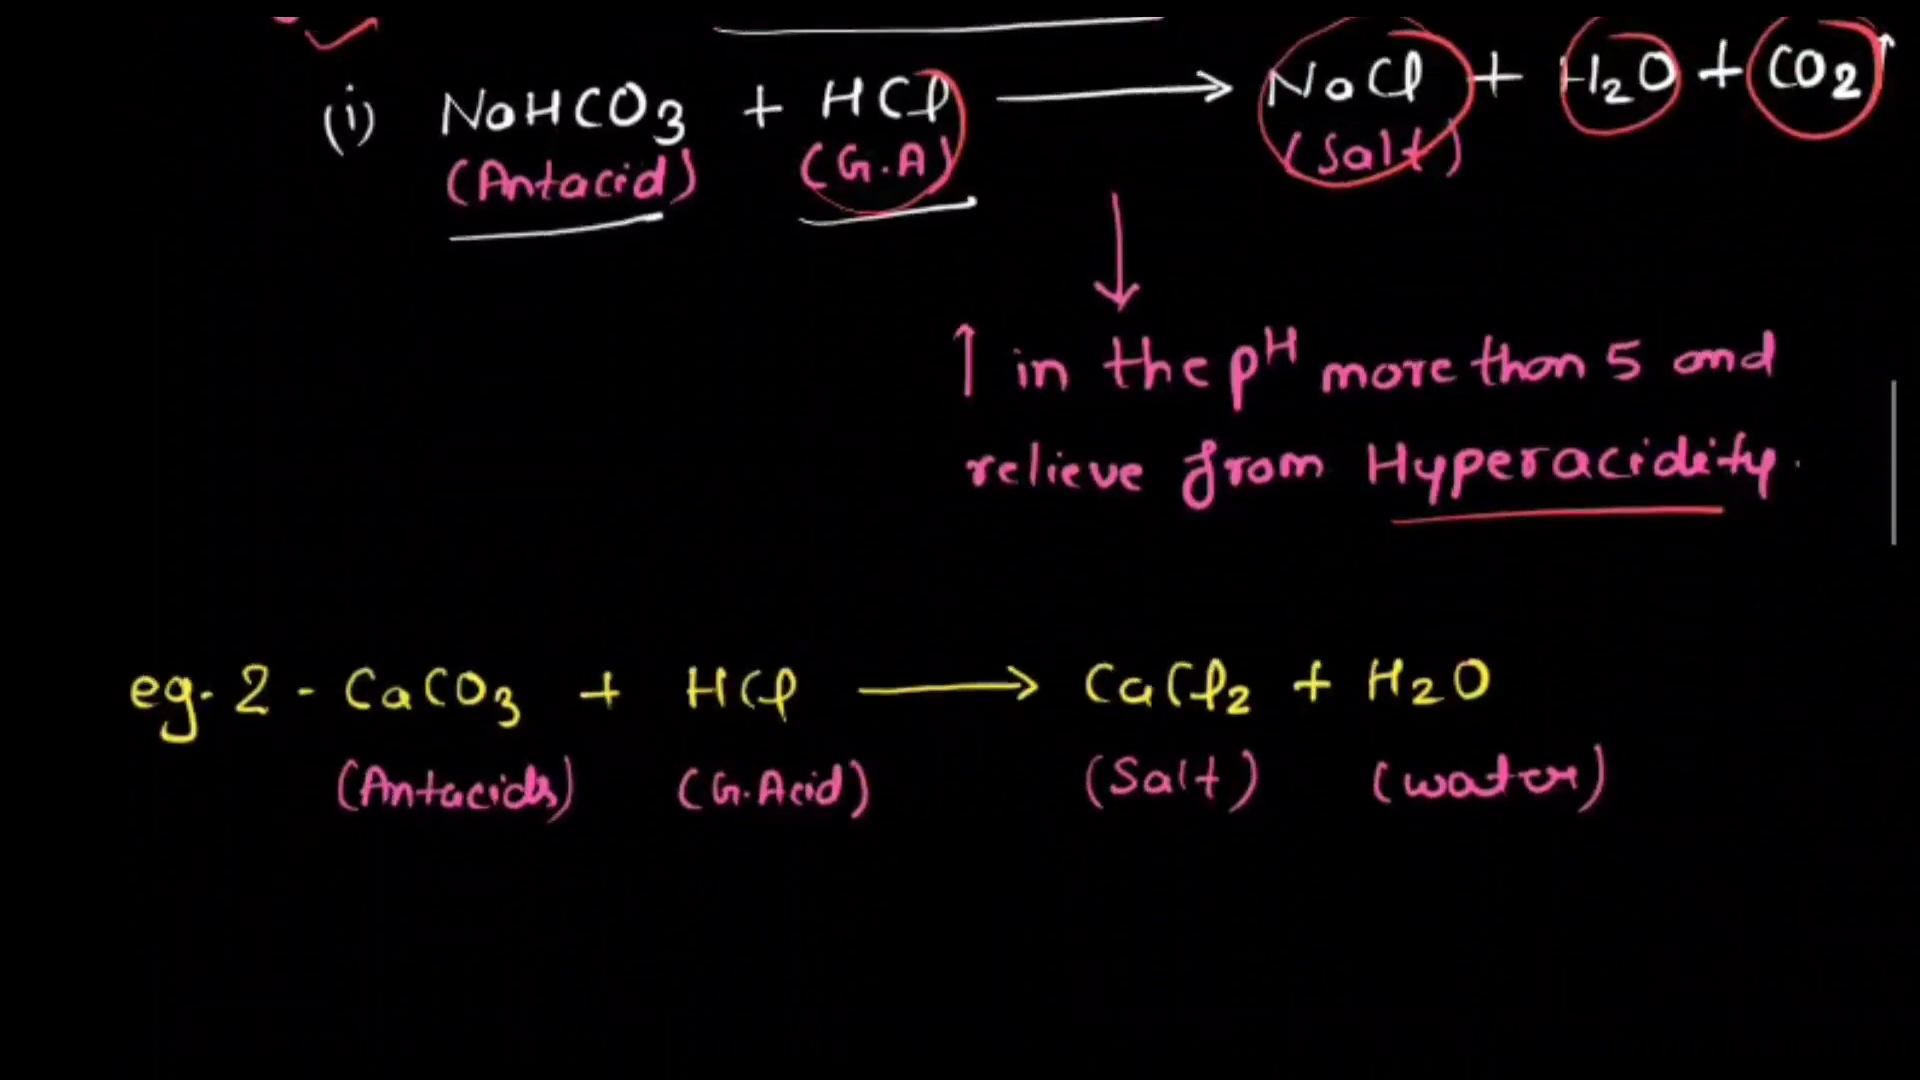 (i) NaHCO3 + HCl → NaCl + H2O + CO2↑
(Antacid) (G.A) (Salt)
↓
↑ in the pH more than 5 and
relieve from Hyperacidity.
eg. 2 - CaCO3 + HCl → CaCl2 + H2O
(Antacids) (G.Acid) (Salt) (water)